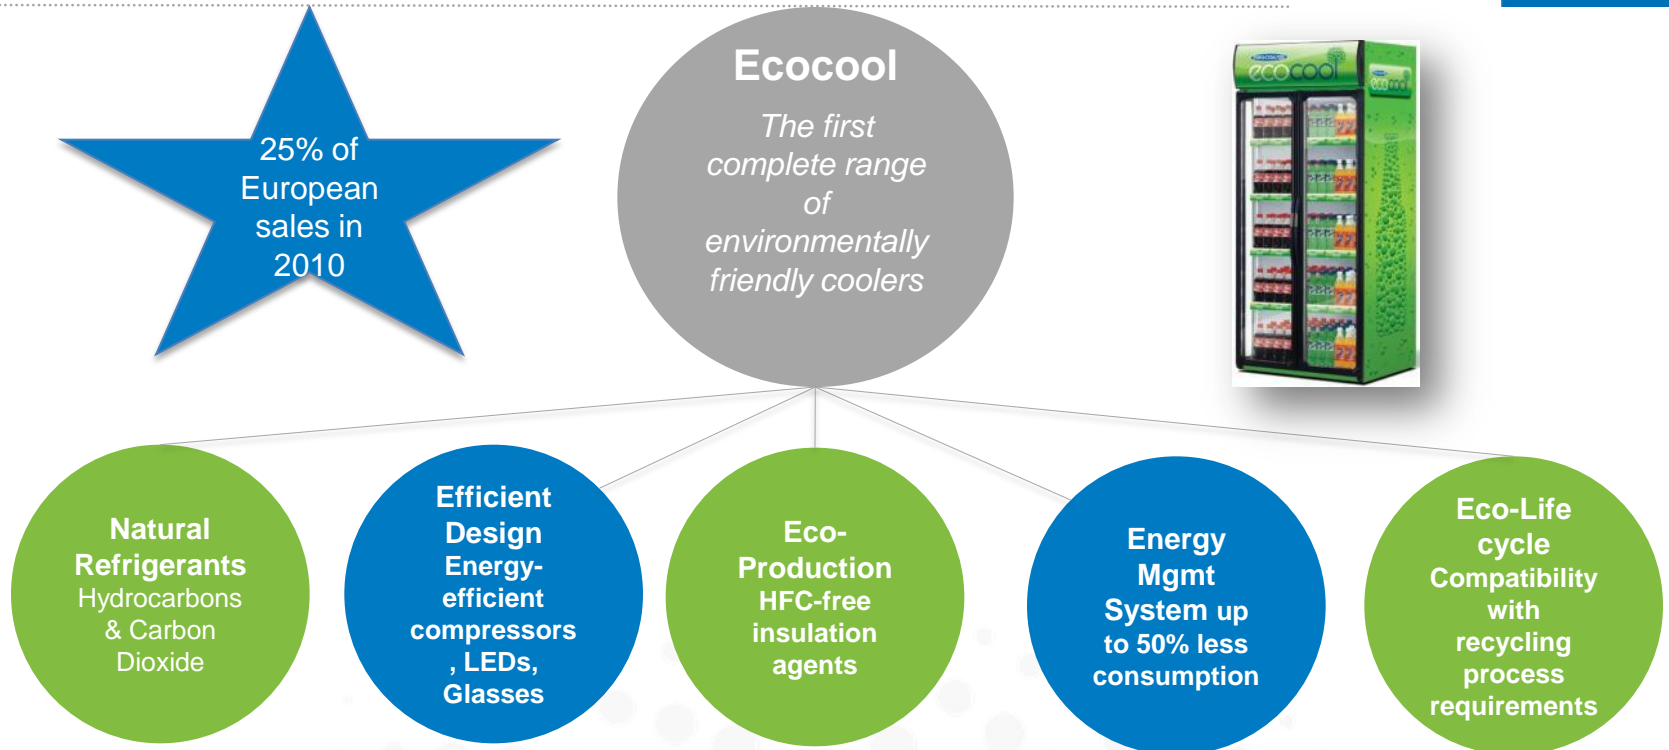 25% of
European
sales in
2010
Ecocool
The first
complete range
of
environmentally
friendly coolers
ecocool
ecocool
Natural
Refrigerants
Hydrocarbons
& Carbon
Dioxide
Efficient
Design
Energy-
efficient
compressors
, LEDs,
Glasses
Eco-
Production
HFC-free
insulation
agents
Energy
Mgmt
System up
to 50% less
consumption
Eco-Life
cycle
Compatibility
with
recycling
process
requirements